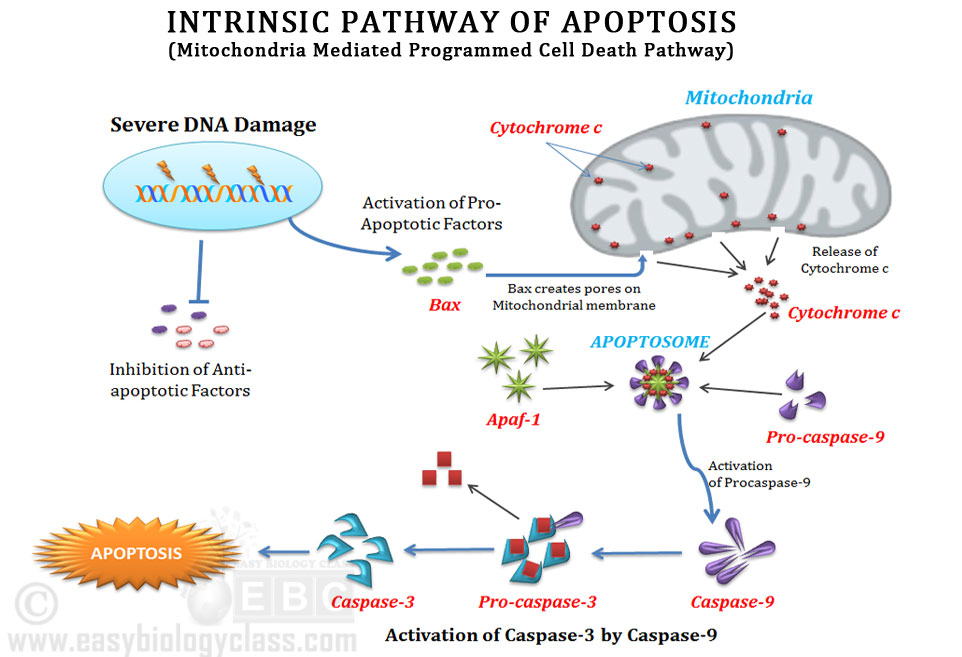 INTRINSIC PATHWAY OF APOPTOSIS
(Mitochondria Mediated Programmed Cell Death Pathway)
Mitochondria
Severe DNA Damage
Cytochrome c
Activation of Pro-
Apoptotic Factors
Release of
Cytochrome c
Bax
Bax creates pores on
Mitochondrial membrane
Cytochrome c
APOPTOSOME
Inhibition of Anti-
apoptotic Factors
Apaf-1
Pro-caspase-9
Activation
of Procaspase-9
APOPTOSIS
EASY BIOLOGY CLASS
© EBC
Caspase-3
Pro-caspase-3
Caspase-9
www.easybiologyclass.com
Activation of Caspase-3 by Caspase-9